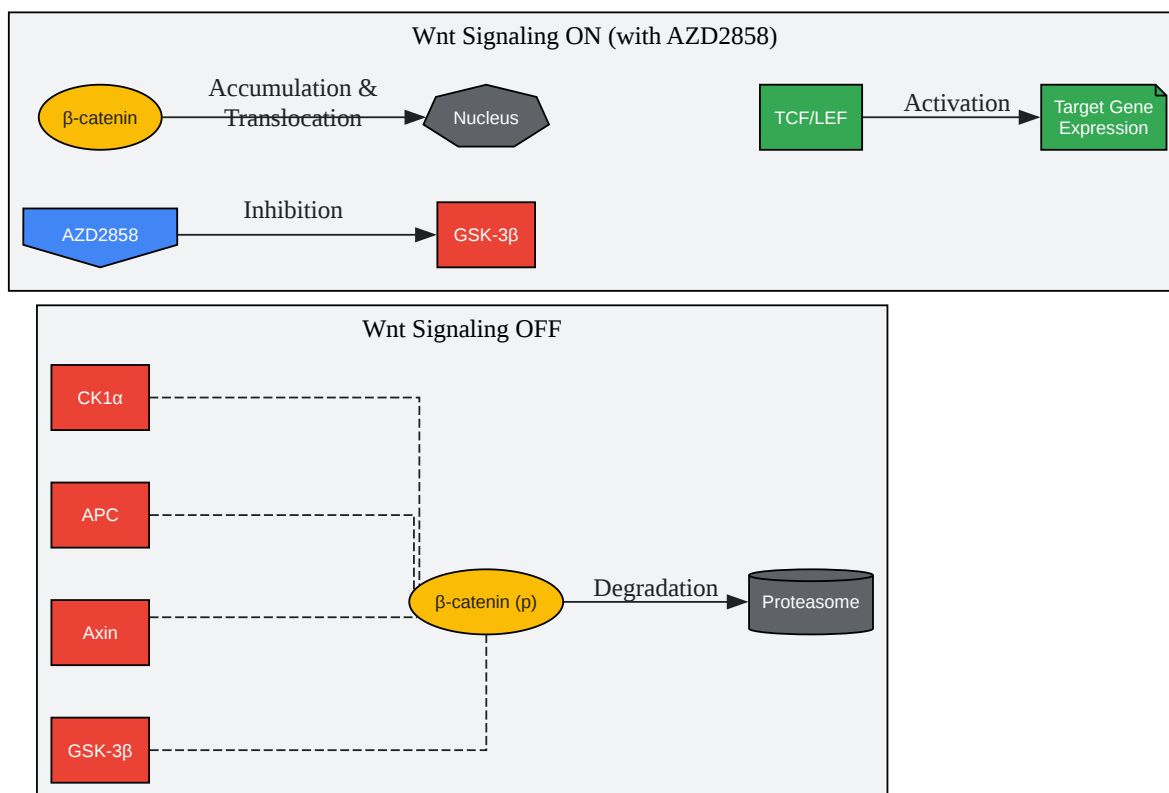 Wnt Signaling ON (with AZD2858)
β-catenin
Accumulation &
Translocation
Nucleus
TCF/LEF
Activation
Target Gene
Expression
AZD2858
Inhibition
GSK-3β
Wnt Signaling OFF
CK1α
APC
Axin
GSK-3β
β-catenin (p)
Degradation
Proteasome